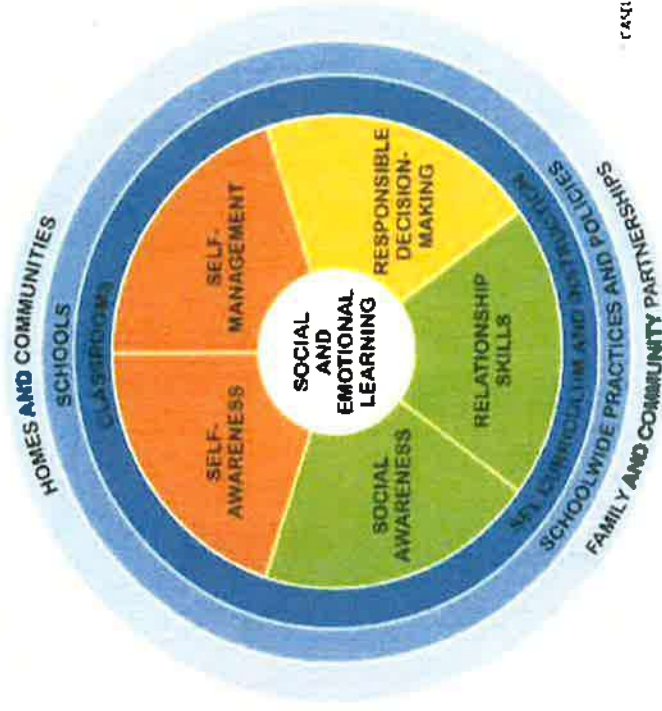 HOMES AND COMMUNITIES
SCHOOLS
CLASSROOMS
SELF-
AWARENESS
SELF-
MANAGEMENT
SOCIAL
AWARENESS
SOCIAL
AND
EMOTIONAL
LEARNING
RESPONSIBLE
DECISION-
MAKING
RELATIONSHIP
SKILLS
SEL CURRICULUM AND INSTRUCTION
SCHOOLWIDE PRACTICES AND POLICIES
FAMILY AND COMMUNITY PARTNERSHIPS